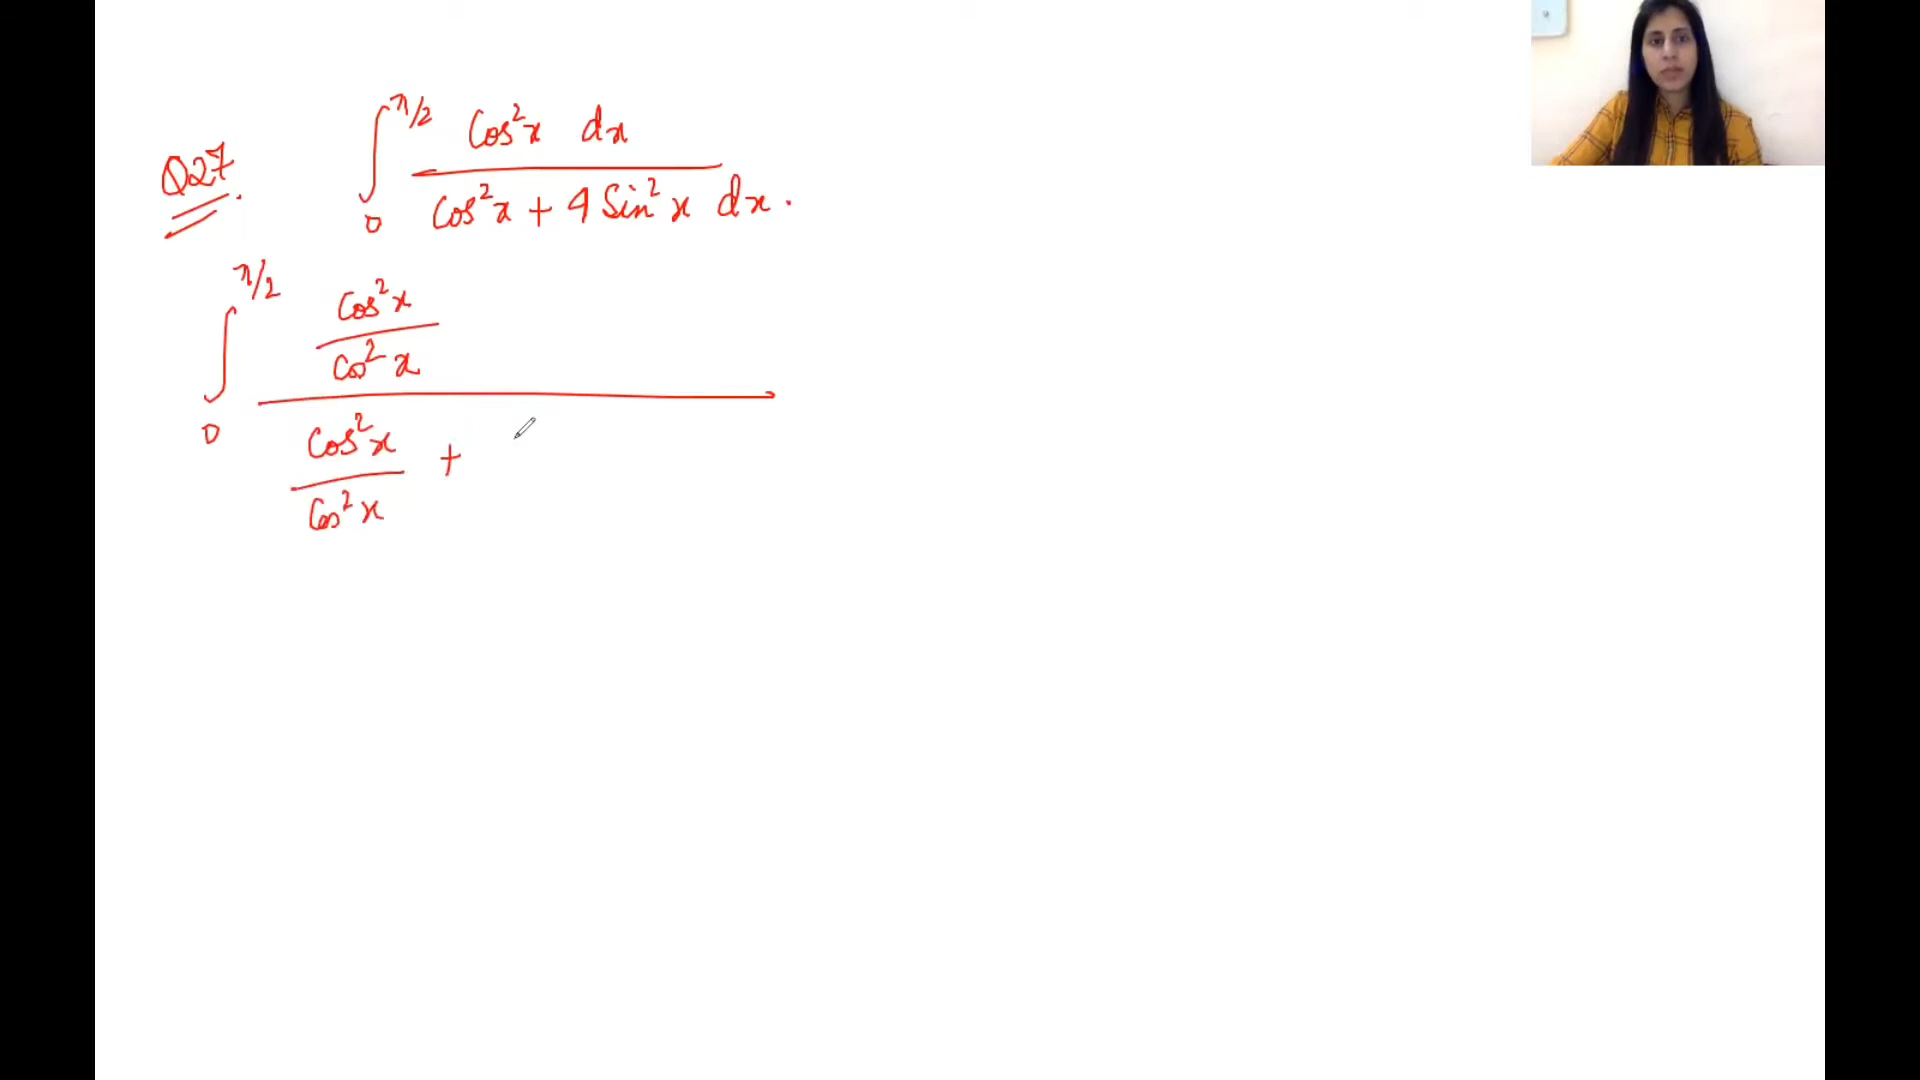 Q27. ∫₀^π/2 Cos²x dx / Cos²x + 4 Sin²x dx.
∫₀^π/2 Cos²x / Cos²x
Cos²x / Cos²x +